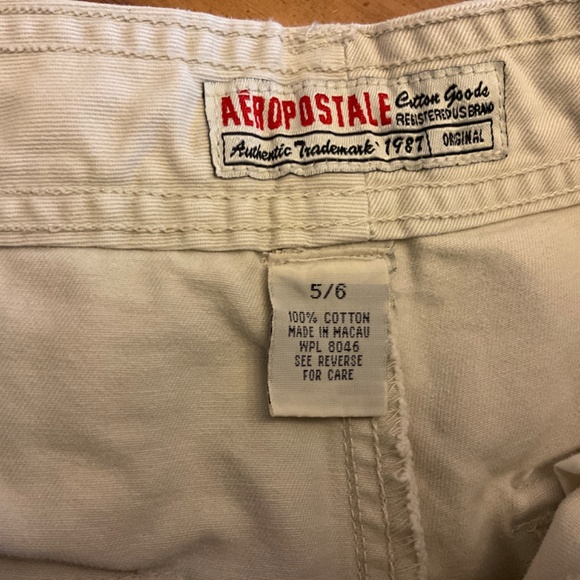 AÉROPOSTALE Cotton Goods
REGISTERED US BRAND
Authentic Trademark 1987 ORIGINAL
5/6
100% COTTON
MADE IN MACAU
WPL 8046
SEE REVERSE
FOR CARE